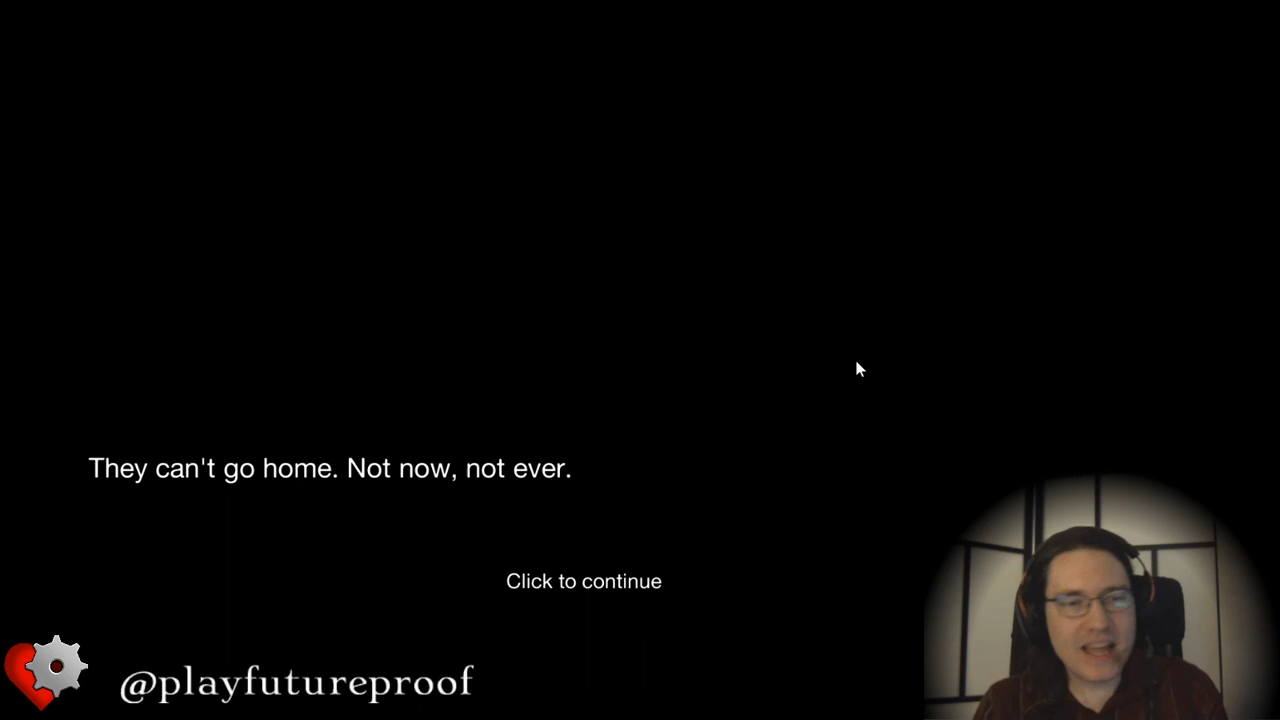 They can't go home. Not now, not ever.
Click to continue
@playfutureproof